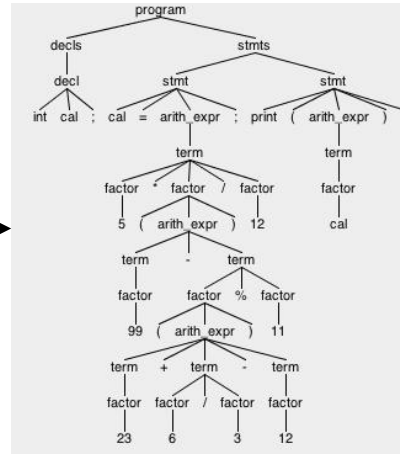 program
decls stmts
decl stmt stmt
int cal ; cal = arith_expr ; print ( arith_expr )
term term
factor * factor / factor factor
5 ( arith_expr ) 12 cal
term - term
factor factor % factor
99 ( arith_expr ) 11
term + term - term
factor factor / factor factor
23 6 3 12